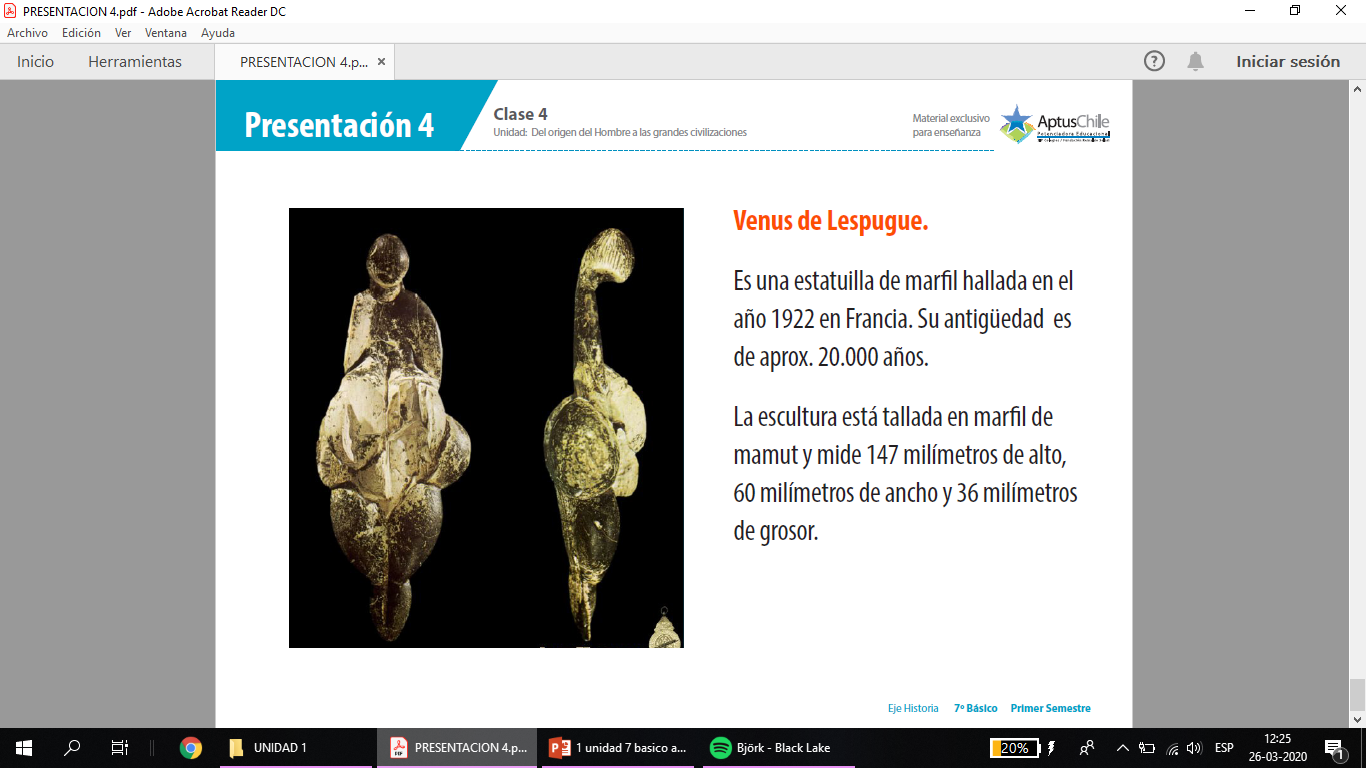 PRESENTACION 4.pdf - Adobe Acrobat Reader DC
Archivo Edición Ver Ventana Ayuda
Inicio Herramientas PRESENTACION 4.p... × ? Iniciar sesión
Presentación 4
Clase 4
Unidad: Del origen del Hombre a las grandes civilizaciones
Material exclusivo
para enseñanza
AptusChile
Potenciadora Educacional
Venus de Lespugue.
Es una estatuilla de marfil hallada en el
año 1922 en Francia. Su antigüedad es
de aprox. 20.000 años.
La escultura está tallada en marfil de
mamut y mide 147 milímetros de alto,
60 milímetros de ancho y 36 milímetros
de grosor.
Eje Historia 7º Básico Primer Semestre
UNIDAD 1 PRESENTACION 4.p... 1 unidad 7 basico a... Björk - Black Lake 20% ESP
12:25
26-03-2020
1